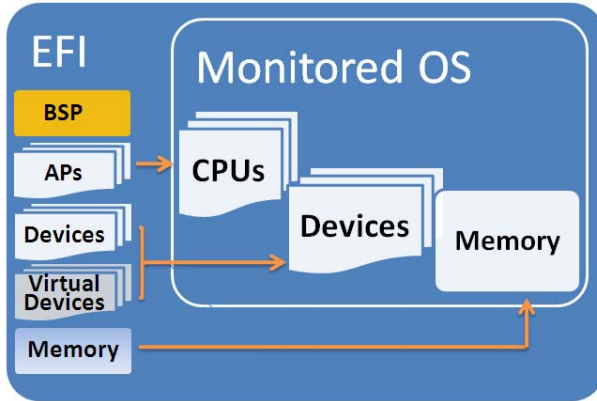 EFI
BSP
APs
Devices
Virtual
Devices
Memory
Monitored OS
CPUs
Devices
Memory